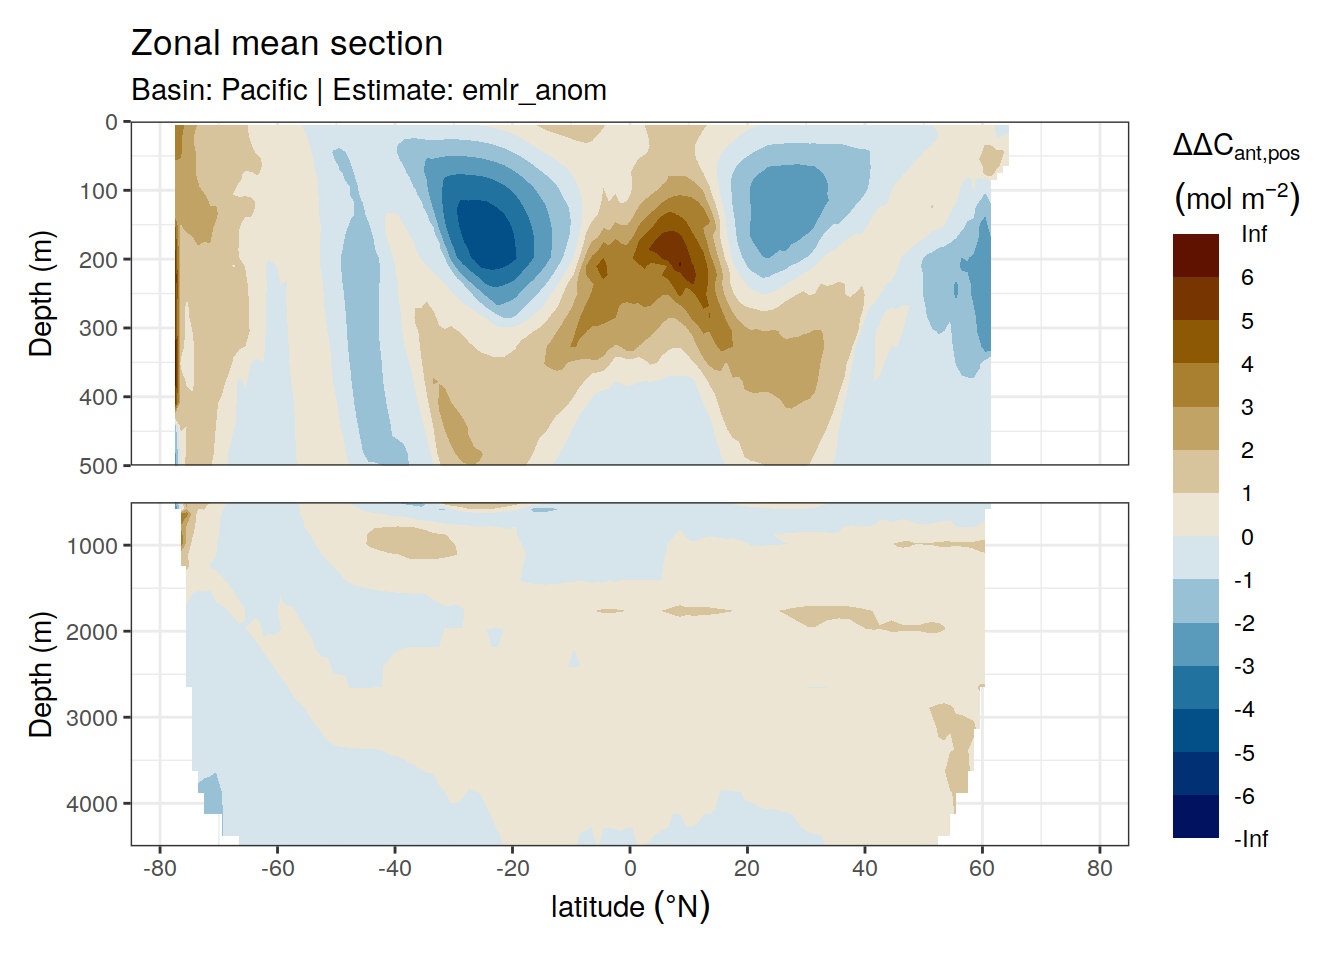 Zonal mean section
Basin: Pacific | Estimate: emlr_anom
0
100
200
300
400
500
Depth (m)
1000
2000
3000
4000
Depth (m)
-80 -60 -40 -20 0 20 40 60 80
latitude (°N)
ΔΔCant,pos
(mol m−2)
Inf
6
5
4
3
2
1
0
-1
-2
-3
-4
-5
-6
-Inf